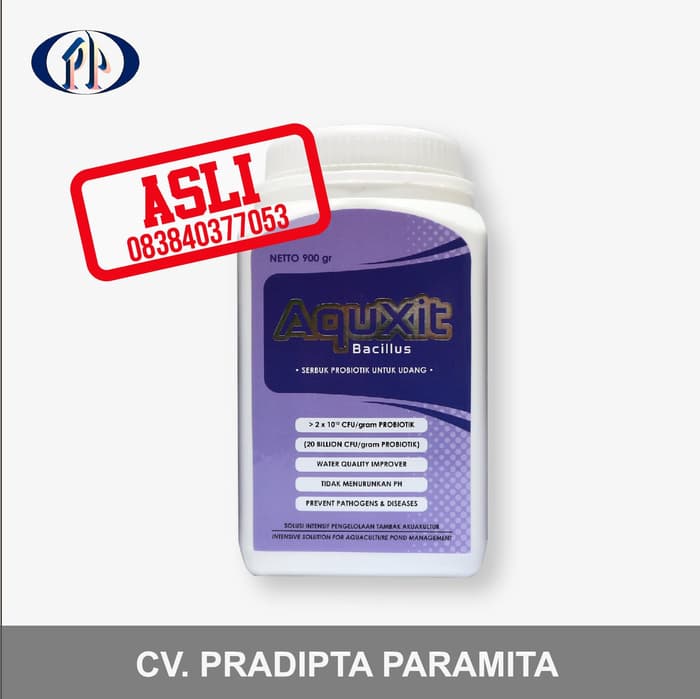 ASLI
083840377053
NETTO 900 gr
AquXit
Bacillus
• SERBUK PROBIOTIK UNTUK UDANG •
> 2 x 10¹⁰ CFU/gram PROBIOTIK
(20 BILLION CFU/gram PROBIOTIK)
WATER QUALITY IMPROVER
TIDAK MENURUNKAN PH
PREVENT PATHOGENS & DISEASES
SOLUSI INTENSIF PENGELOLAAN TAMBAK AKUAKULTUR
INTENSIVE SOLUTION FOR AQUACULTURE POND MANAGEMENT
CV. PRADIPTA PARAMITA